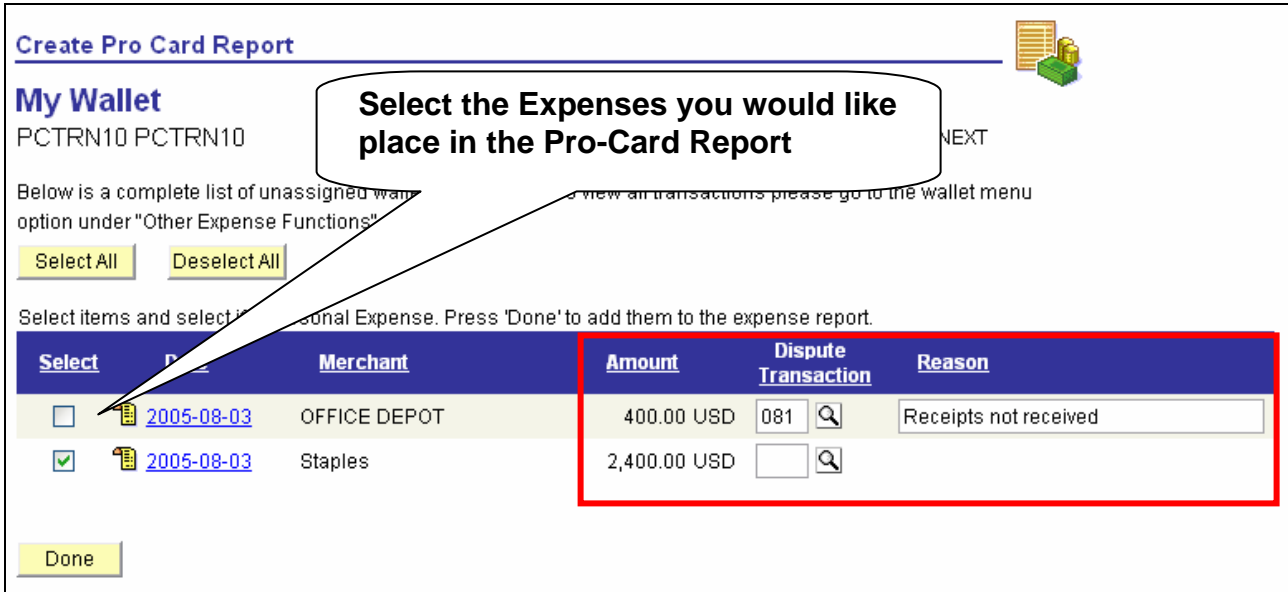 Create Pro Card Report
My Wallet
Select the Expenses you would like
place in the Pro-Card Report
PCTRN10 PCTRN10
NEXT
Below is a complete list of unassigned view all transactions please go to the wallet menu
option under "Other Expense Functions"
Select All Deselect All
Select items and select Expense. Press 'Done' to add them to the expense report.
Select Merchant Amount Dispute Transaction Reason
2005-08-03 OFFICE DEPOT 400.00 USD 081 Receipts not received
2005-08-03 Staples 2,400.00 USD
Done